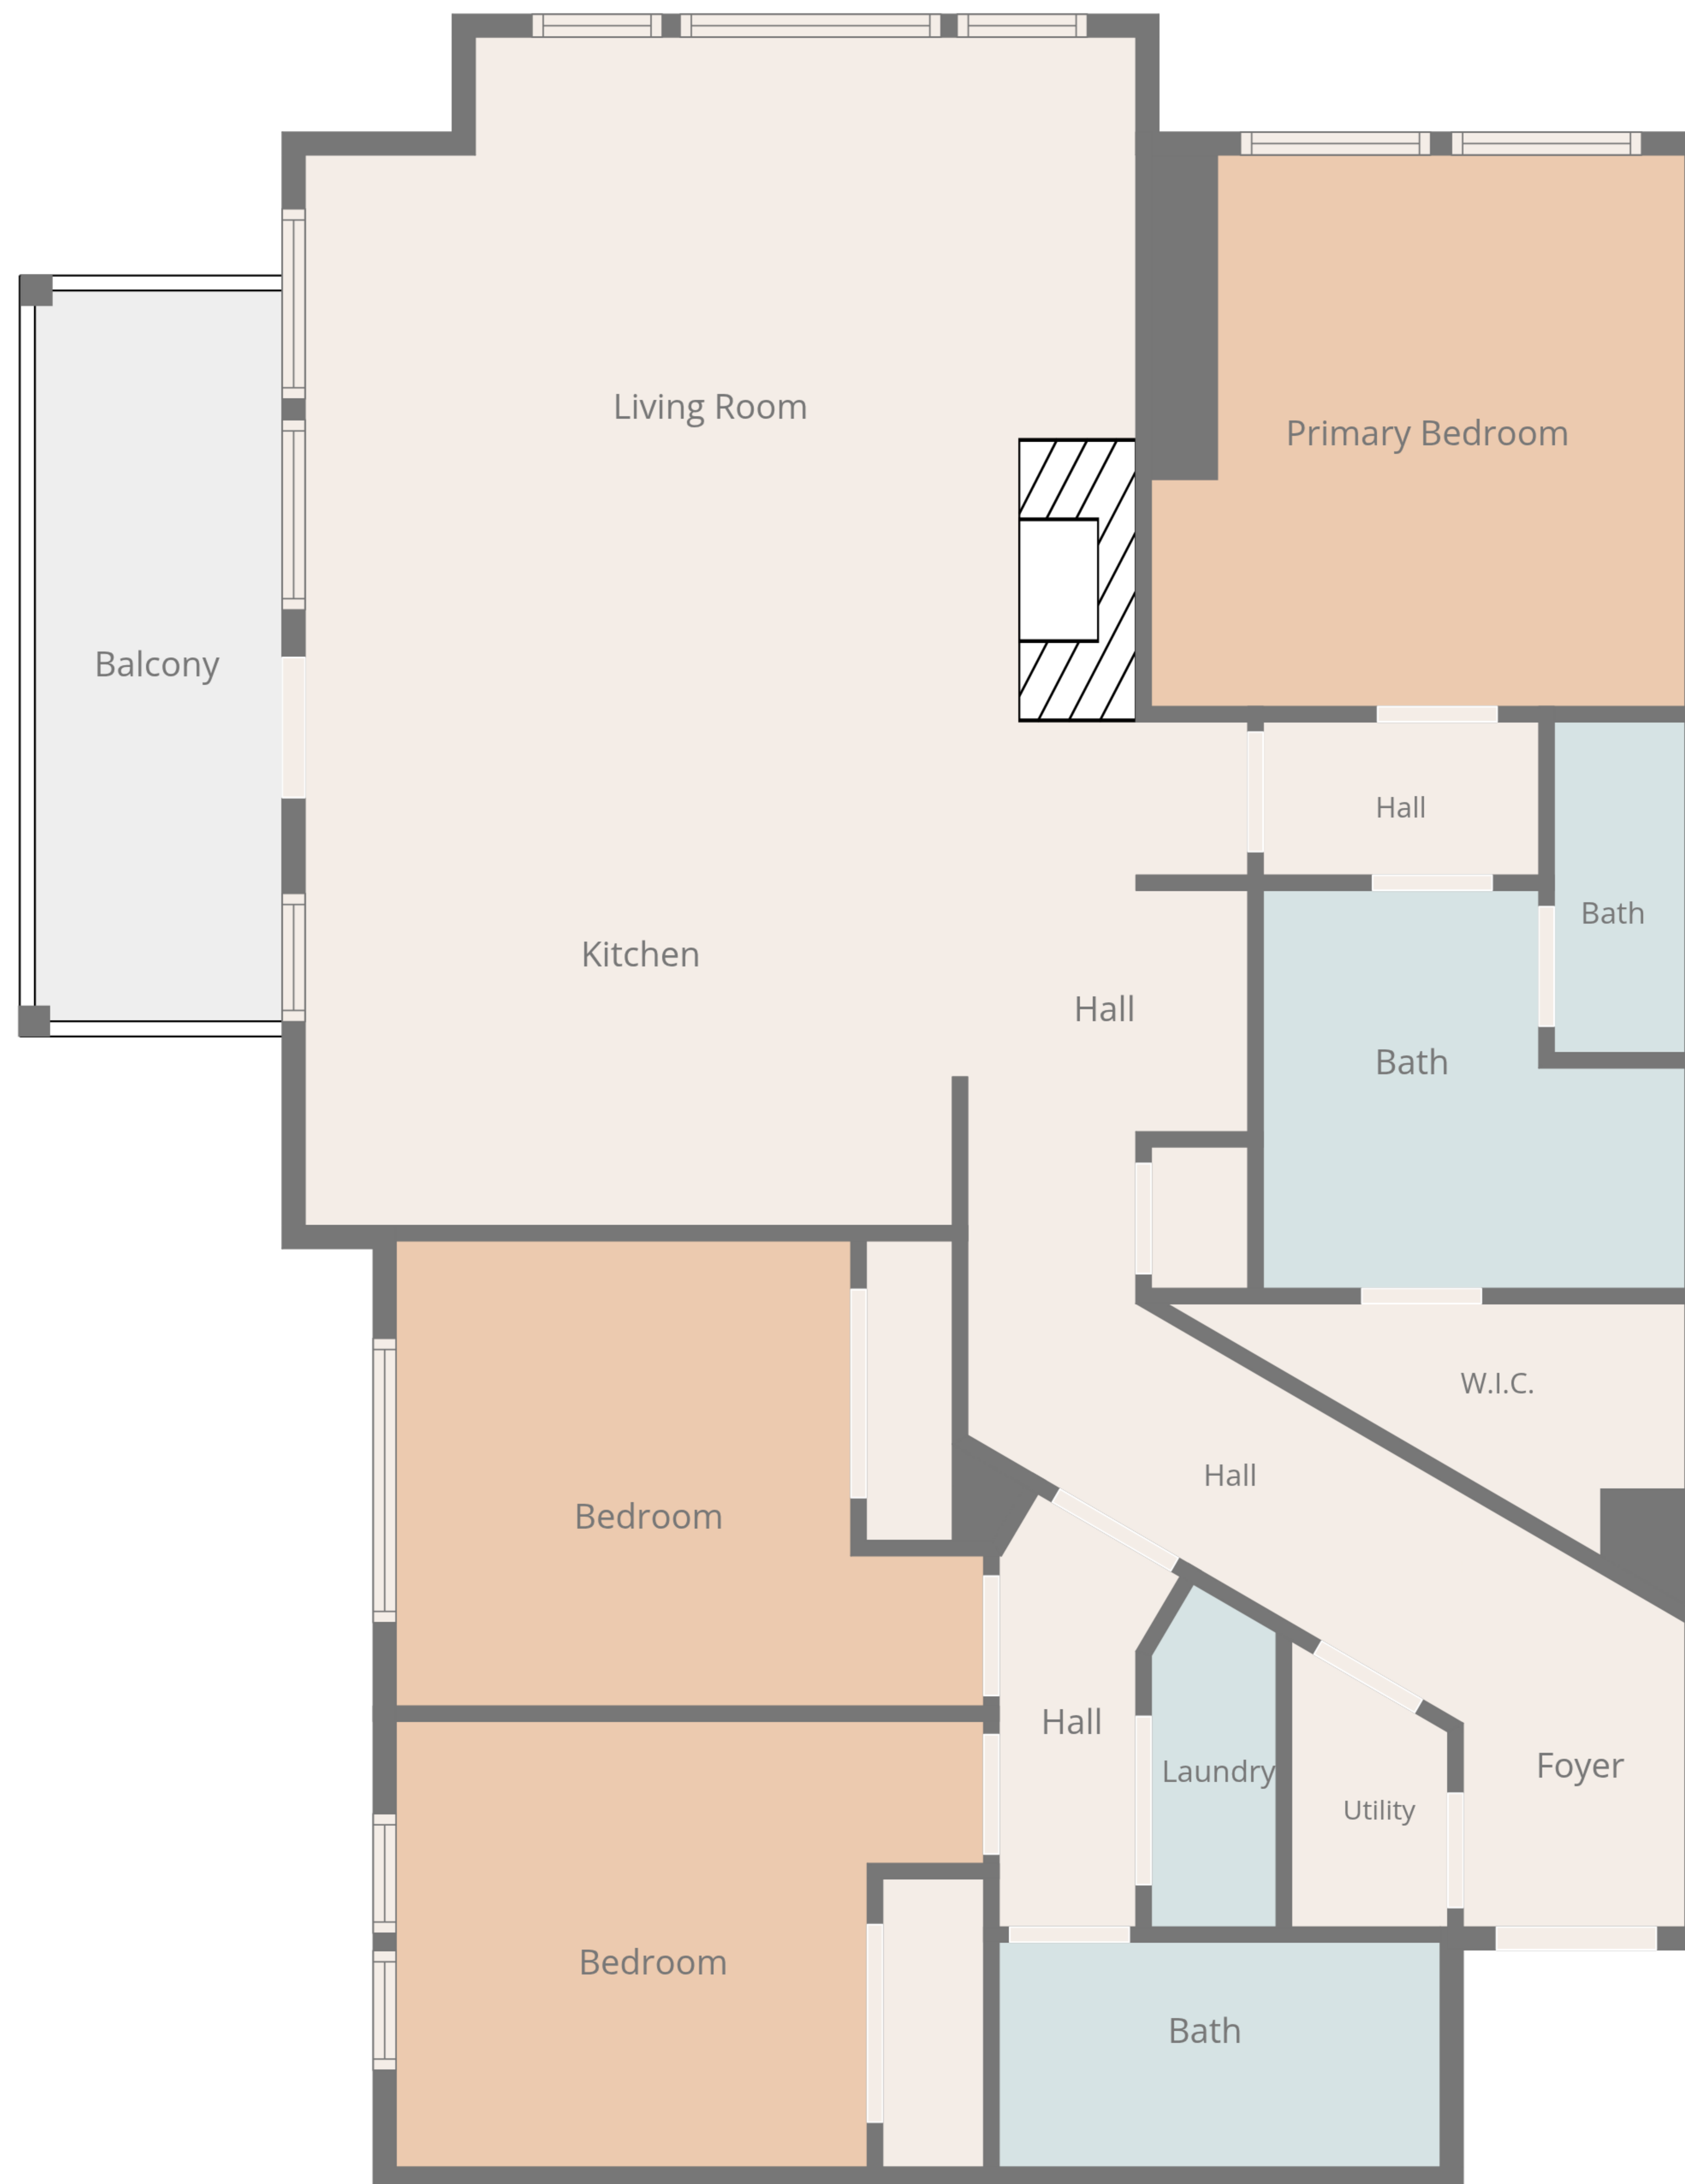 Living Room
Primary Bedroom
Balcony
Hall
Bath
Kitchen
Hall
Bath
W.I.C.
Hall
Bedroom
Hall
Foyer
Laundry
Utility
Bedroom
Bath